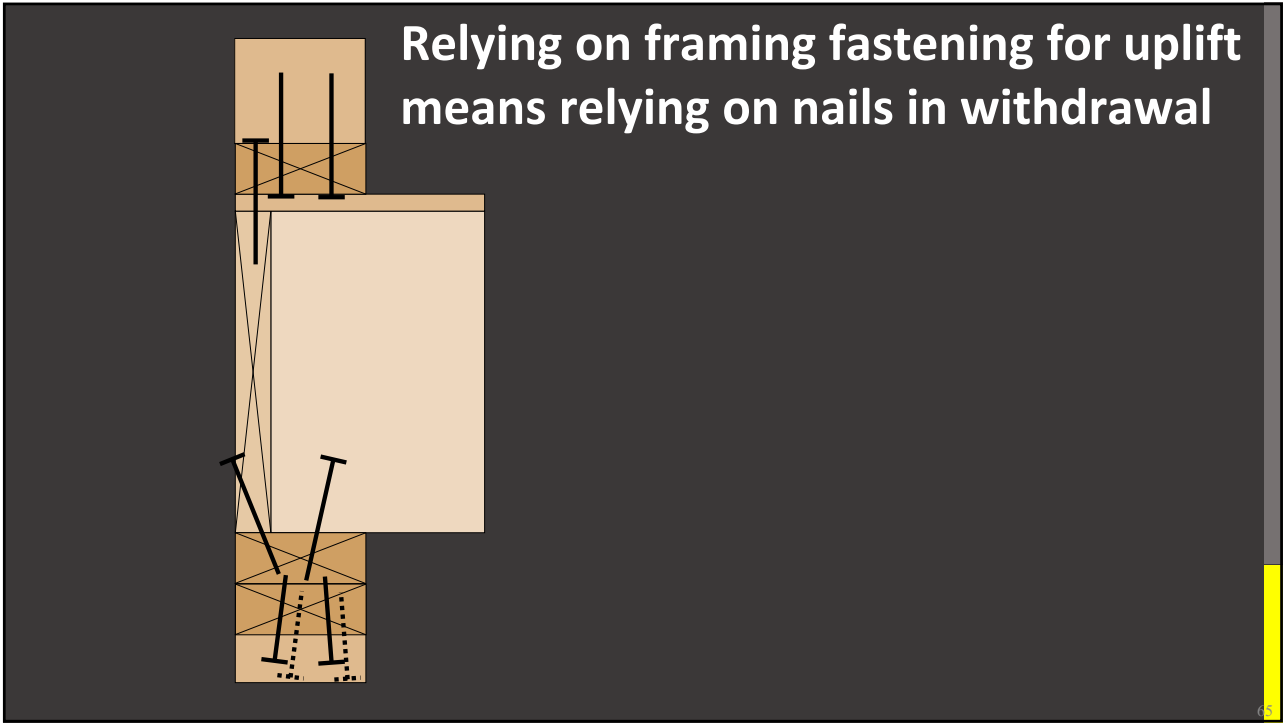 Relying on framing fastening for uplift
means relying on nails in withdrawal
65